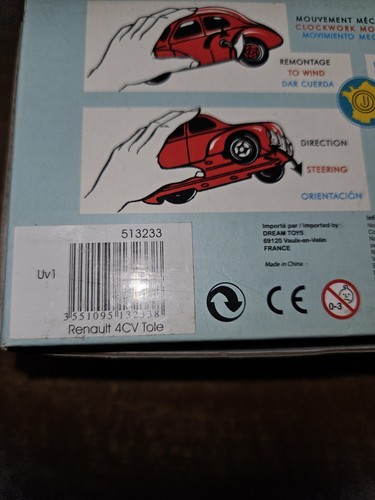 MOUVEMENT MÉC
CLOCKWORK MO
MOVIMIENTO MEC
REMONTAGE
TO WIND
DAR CUERDA
DIRECTION
STEERING
ORIENTACIÓN
Importé par / Imported by:
DREAM TOYS
69120 Vaulx-en-Velin
FRANCE
Made in China
513233
Uv1
3 551095 132338
Renault 4CV Tole
CE
0-3